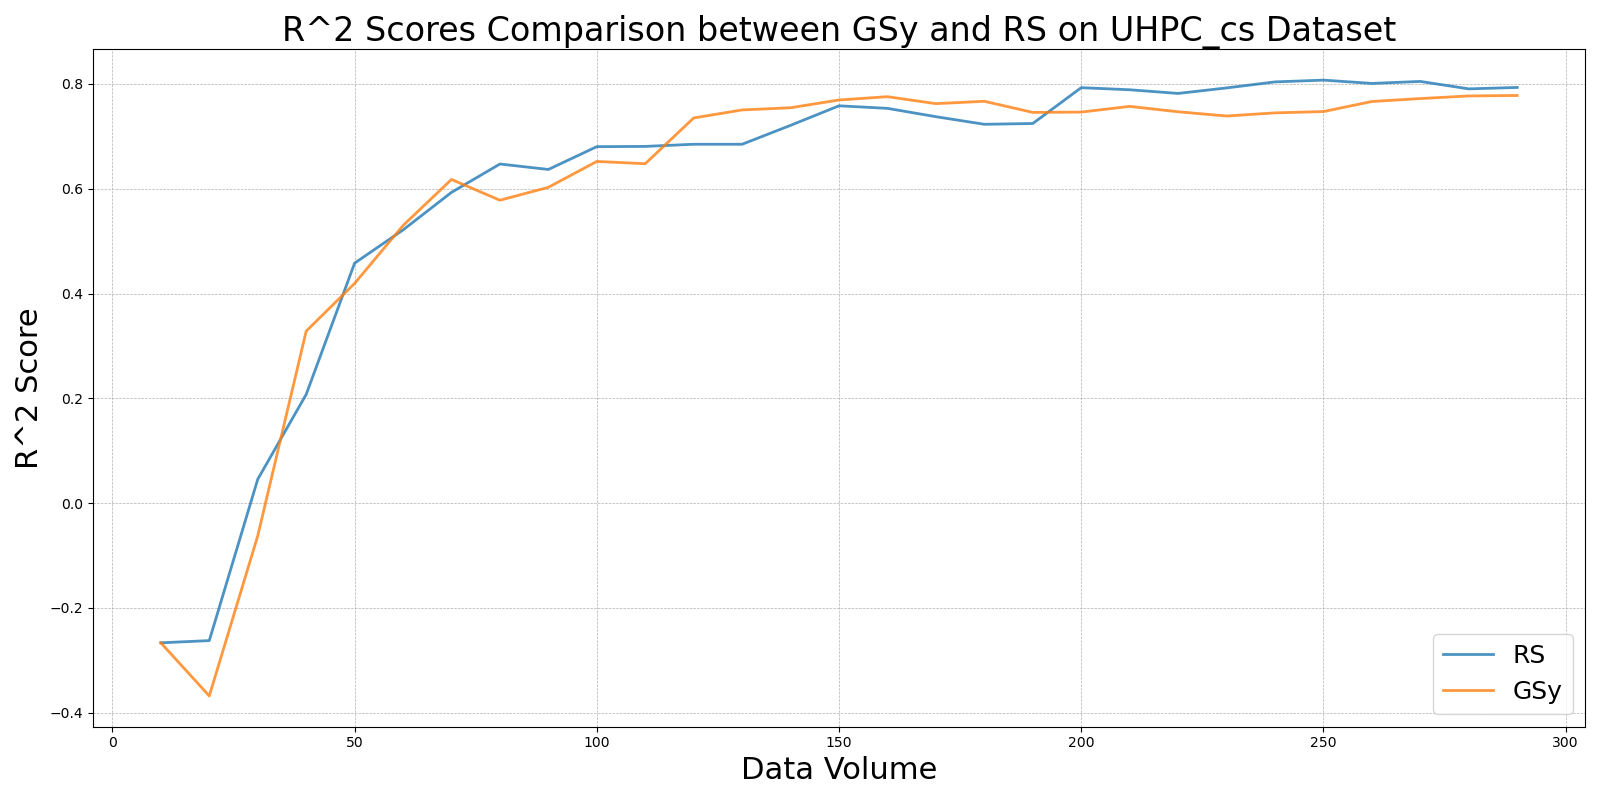 R^2 Scores Comparison between GSy and RS on UHPC_cs Dataset
R^2 Score
0.8
0.6
0.4
0.2
0.0
−0.2
−0.4
RS
GSy
0 50 100 150 200 250 300
Data Volume